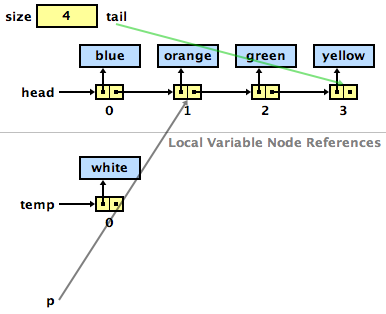 size 4 tail
blue orange green yellow
head
0 1 2 3
Local Variable Node References
white
temp
0
p